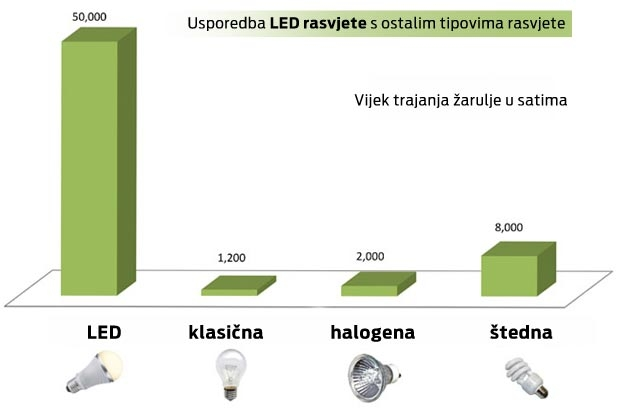 50,000
Usporedba LED rasvjete s ostalim tipovima rasvjete
Vijek trajanja žarulje u satima
8,000
1,200
2,000
LED
klasična
halogena
štedna